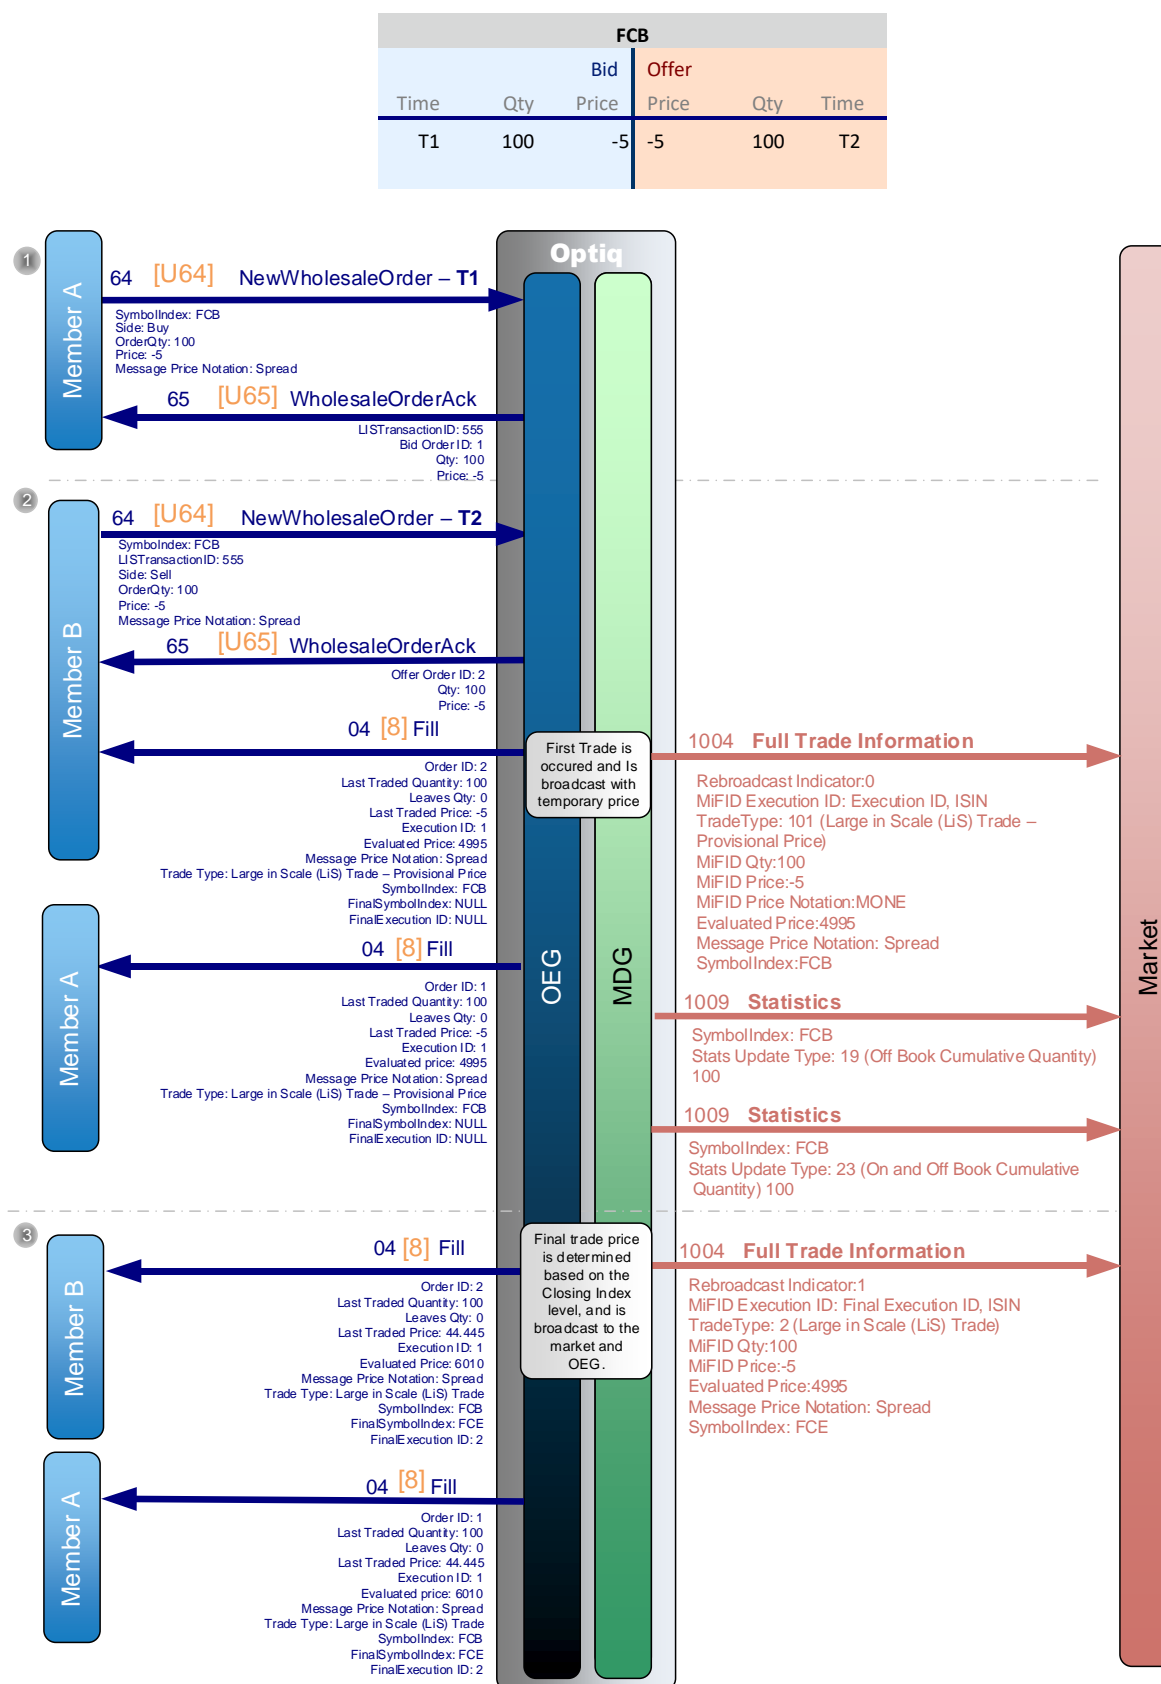 FCB
Bid Offer
Time Qty Price Price Qty Time
T1 100 -5 -5 100 T2
Optiq
1
Member A
64 [U64] NewWholesaleOrder – T1
SymbolIndex: FCB
Side: Buy
OrderQty: 100
Price: -5
Message Price Notation: Spread
65 [U65] WholesaleOrderAck
LISTransactionID: 555
Bid Order ID: 1
Qty: 100
Price: -5
2
Member B
64 [U64] NewWholesaleOrder – T2
SymboIndex: FCB
LISTransactionID: 555
Side: Sell
OrderQty: 100
Price: -5
Message Price Notation: Spread
65 [U65] WholesaleOrderAck
Offer Order ID: 2
Qty: 100
Price: -5
04 [8] Fill
Order ID: 2
Last Traded Quantity: 100
Leaves Qty: 0
Last Traded Price: -5
Execution ID: 1
Evaluated Price: 4995
Message Price Notation: Spread
Trade Type: Large in Scale (LiS) Trade – Provisional Price
SymbolIndex: FCB
FinalSymbolIndex: NULL
FinalExecution ID: NULL
First Trade is
occured and Is
broadcast with
temporary price
1004 Full Trade Information
Rebroadcast Indicator:0
MiFID Execution ID: Execution ID, ISIN
TradeType: 101 (Large in Scale (LiS) Trade –
Provisional Price)
MiFID Qty:100
MiFID Price:-5
MiFID Price Notation:MONE
Evaluated Price:4995
Message Price Notation: Spread
SymbolIndex:FCB
Member A
04 [8] Fill
Order ID: 1
Last Traded Quantity: 100
Leaves Qty: 0
Last Traded Price: -5
Execution ID: 1
Evaluated price: 4995
Message Price Notation: Spread
Trade Type: Large in Scale (LiS) Trade – Provisional Price
SymbolIndex: FCB
FinalSymbolIndex: NULL
FinalExecution ID: NULL
OEG
MDG
Market
1009 Statistics
SymbolIndex: FCB
Stats Update Type: 19 (Off Book Cumulative Quantity)
100
1009 Statistics
SymbolIndex: FCB
Stats Update Type: 23 (On and Off Book Cumulative
Quantity) 100
3
Member B
04 [8] Fill
Order ID: 2
Last Traded Quantity: 100
Leaves Qty: 0
Last Traded Price: 44.445
Execution ID: 1
Evaluated Price: 6010
Message Price Notation: Spread
Trade Type: Large in Scale (LiS) Trade
SymbolIndex: FCB
FinalSymbolIndex: FCE
FinalExecution ID: 2
Final trade price
is determined
based on the
Closing Index
level, and is
broadcast to the
market and
OEG.
1004 Full Trade Information
Rebroadcast Indicator:1
MiFID Execution ID: Final Execution ID, ISIN
TradeType: 2 (Large in Scale (LiS) Trade)
MiFID Qty:100
MiFID Price:-5
Evaluated Price:4995
Message Price Notation: Spread
SymbolIndex: FCE
Member A
04 [8] Fill
Order ID: 1
Last Traded Quantity: 100
Leaves Qty: 0
Last Traded Price: 44.445
Execution ID: 1
Evaluated price: 6010
Message Price Notation: Spread
Trade Type: Large in Scale (LiS) Trade
SymbolIndex: FCB
FinalSymbolIndex: FCE
FinalExecution ID: 2